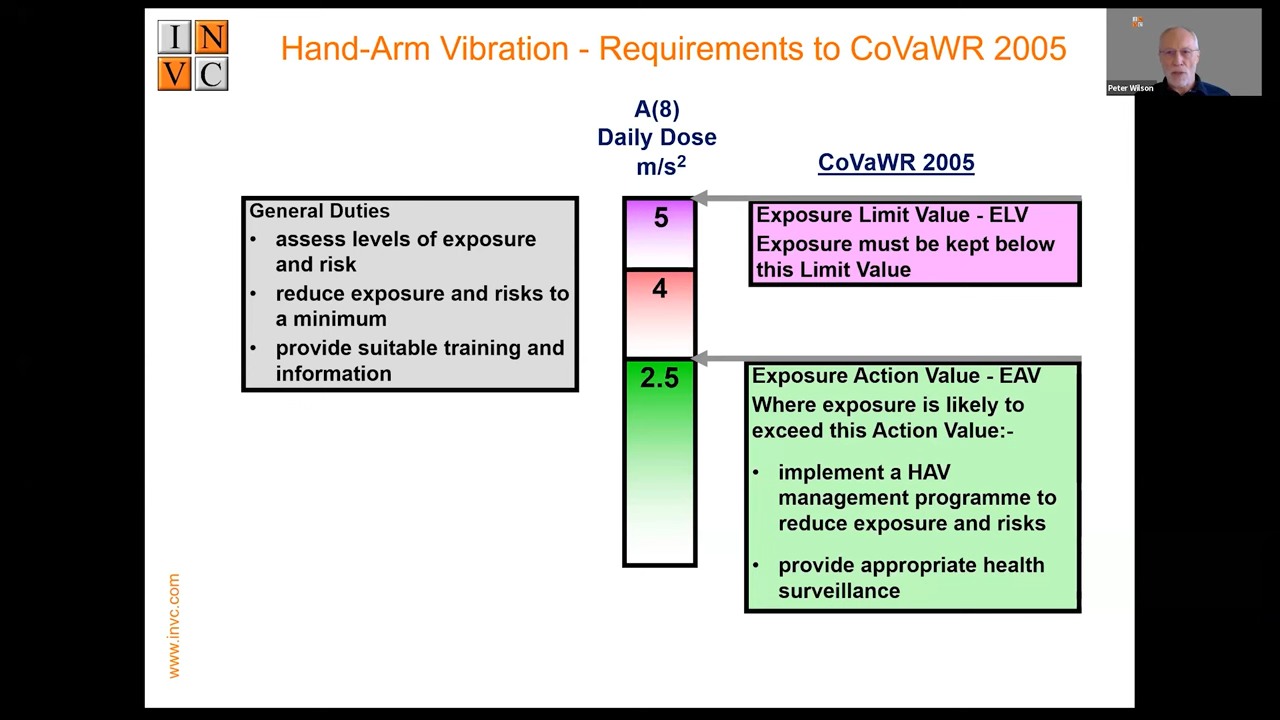 I N
V C
Hand-Arm Vibration - Requirements to CoVaWR 2005
Peter Wilson
A(8)
Daily Dose
m/s²
CoVaWR 2005
General Duties
• assess levels of exposure
and risk
• reduce exposure and risks to
a minimum
• provide suitable training and
information
5
4
2.5
Exposure Limit Value - ELV
Exposure must be kept below
this Limit Value
Exposure Action Value - EAV
Where exposure is likely to
exceed this Action Value:-
• implement a HAV
management programme to
reduce exposure and risks
• provide appropriate health
surveillance
www.invc.com